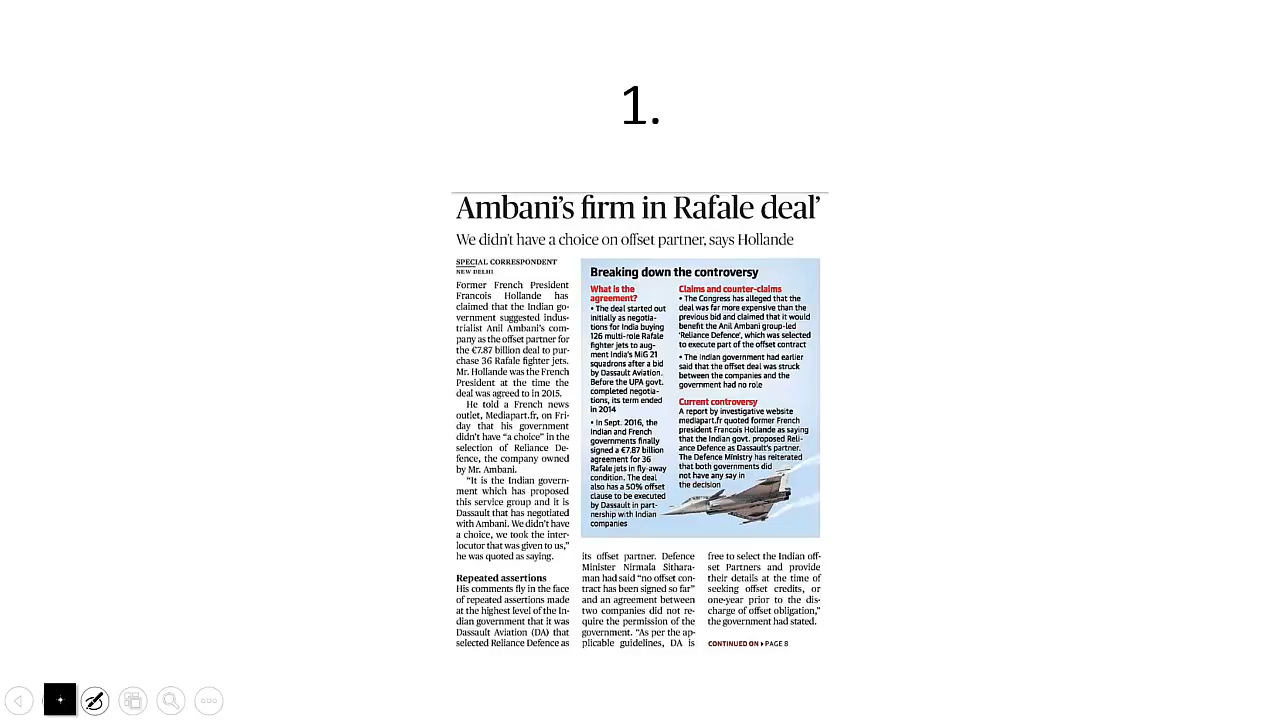 1.
Ambani's firm in Rafale deal'
We didn't have a choice on offset partner, says Hollande
SPECIAL CORRESPONDENT
NEW DELHI
Former French President
Francois Hollande has
claimed that the Indian go-
vernment suggested indus-
trialist Anil Ambani's com-
pany as the offset partner for
the €7.87 billion deal to pur-
chase 36 Rafale fighter jets.
Mr. Hollande was the French
President at the time the
deal was agreed to in 2015.
He told a French news
outlet, Mediapart.fr, on Fri-
day that his government
didn't have “a choice” in the
selection of Reliance De-
fence, the company owned
by Mr. Ambani.
“It is the Indian govern-
ment which has proposed
this service group and it is
Dassault that has negotiated
with Ambani. We didn't have
a choice, we took the inter-
locutor that was given to us,”
he was quoted as saying.
Repeated assertions
His comments fly in the face
of repeated assertions made
at the highest level of the In-
dian government that it was
Dassault Aviation (DA) that
selected Reliance Defence as
Breaking down the controversy
What is the
agreement?
• The deal started out
initially as negotia-
tions for India buying
126 multi-role Rafale
fighter jets to aug-
ment India's MiG 21
squadrons after a bid
by Dassault Aviation.
Before the UPA govt.
completed negotia-
tions, its term ended
in 2014
• In Sept. 2016, the
Indian and French
governments finally
signed a €7.87 billion
agreement for 36
Rafale jets in fly-away
condition. The deal
also has a 50% offset
clause to be executed
by Dassault in part-
nership with Indian
companies
Claims and counter-claims
• The Congress has alleged that the
deal was far more expensive than the
previous bid and claimed that it would
benefit the Anil Ambani group-led
'Reliance Defence', which was selected
to execute part of the offset contract
• The Indian government had earlier
said that the offset deal was struck
between the companies and the
government had no role
Current controversy
A report by investigative website
mediapart.fr quoted former French
president Francois Hollande as saying
that the Indian govt. proposed Reli-
ance Defence as Dassault's partner.
The Defence Ministry has reiterated
that both governments did
not have any say in
the decision
its offset partner. Defence
Minister Nirmala Sithara-
man had said “no offset con-
tract has been signed so far”
and an agreement between
two companies did not re-
quire the permission of the
government. “As per the ap-
plicable guidelines, DA is
free to select the Indian off-
set Partners and provide
their details at the time of
seeking offset credits, or
one-year prior to the dis-
charge of offset obligation,”
the government had stated.
CONTINUED ON ▸ PAGE 8